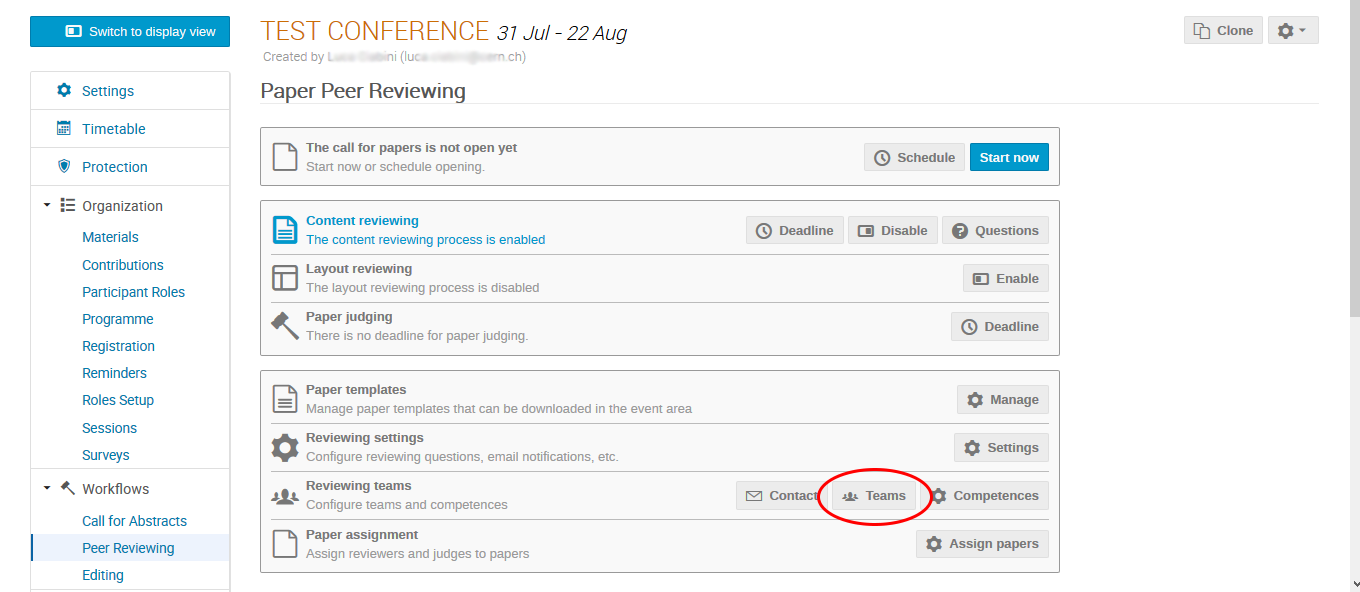 Switch to display view
TEST CONFERENCE 31 Jul - 22 Aug
Clone
Created by
Paper Peer Reviewing
Settings
Timetable
Protection
Organization
Materials
Contributions
Participant Roles
Programme
Registration
Reminders
Roles Setup
Sessions
Surveys
Workflows
Call for Abstracts
Peer Reviewing
Editing
The call for papers is not open yet
Start now or schedule opening.
Schedule
Start now
Content reviewing
The content reviewing process is enabled
Deadline
Disable
Questions
Layout reviewing
The layout reviewing process is disabled
Enable
Paper judging
There is no deadline for paper judging.
Deadline
Paper templates
Manage paper templates that can be downloaded in the event area
Manage
Reviewing settings
Configure reviewing questions, email notifications, etc.
Settings
Reviewing teams
Configure teams and competences
Contact
Teams
Competences
Paper assignment
Assign reviewers and judges to papers
Assign papers